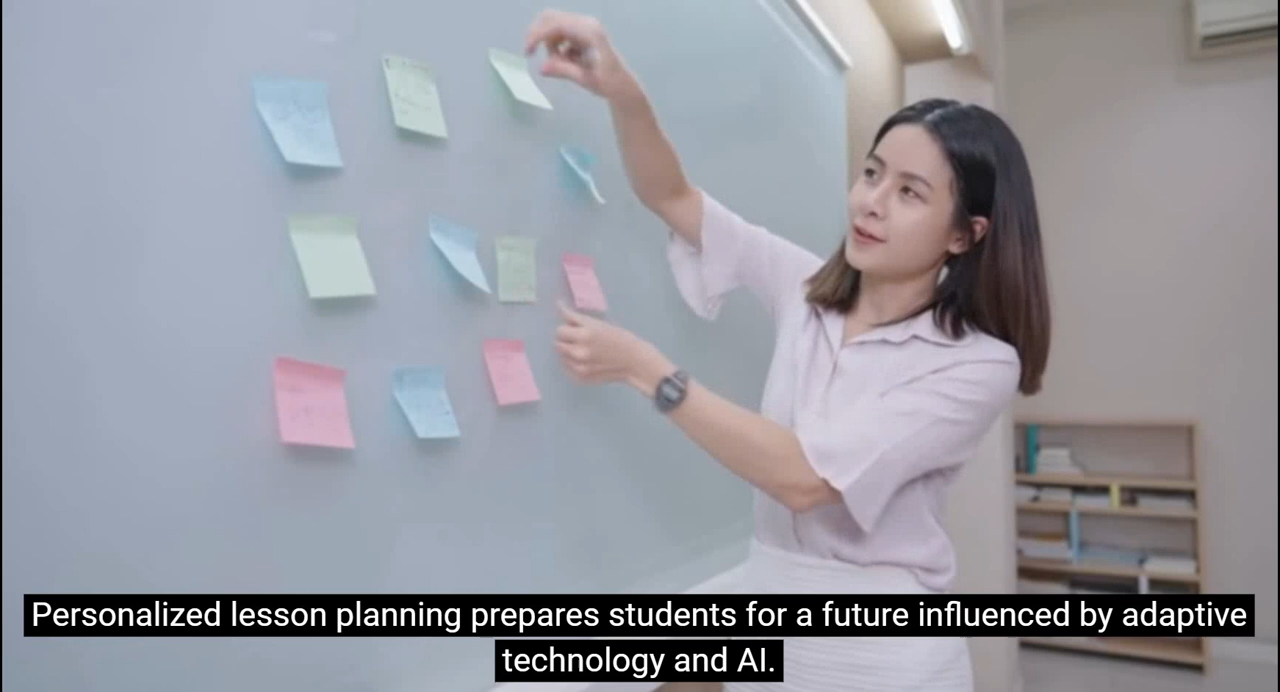 Personalized lesson planning prepares students for a future influenced by adaptive
technology and AI.